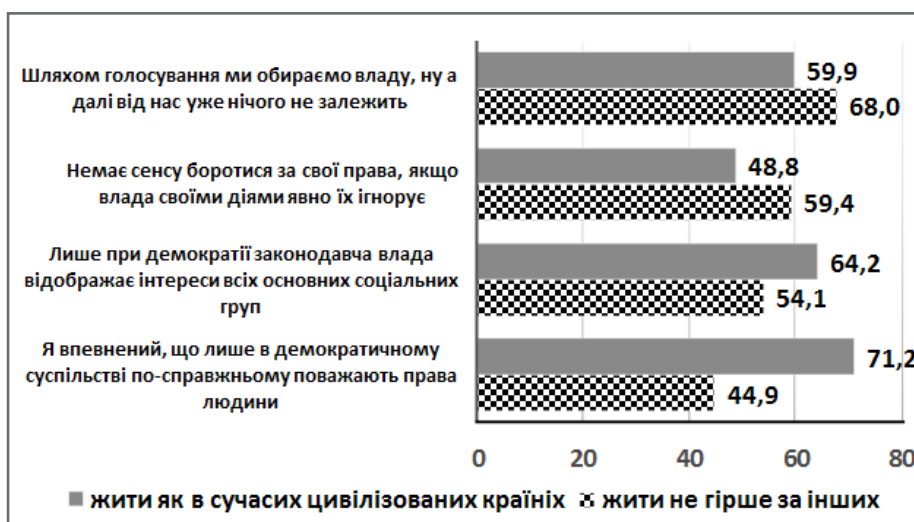 Шляхом голосування ми обираємо владу, ну а
далі від нас уже нічого не залежить
59,9
68,0
Немає сенсу боротися за свої права, якщо
влада своїми діями явно їх ігнорує
48,8
59,4
Лише при демократії законодавча влада
відображає інтереси всіх основних соціальних
груп
64,2
54,1
Я впевнений, що лише в демократичному
суспільстві по-справжньому поважають права
людини
71,2
44,9
0 20 40 60 80
жити як в сучасих цивілізованих країніх жити не гірше за інших